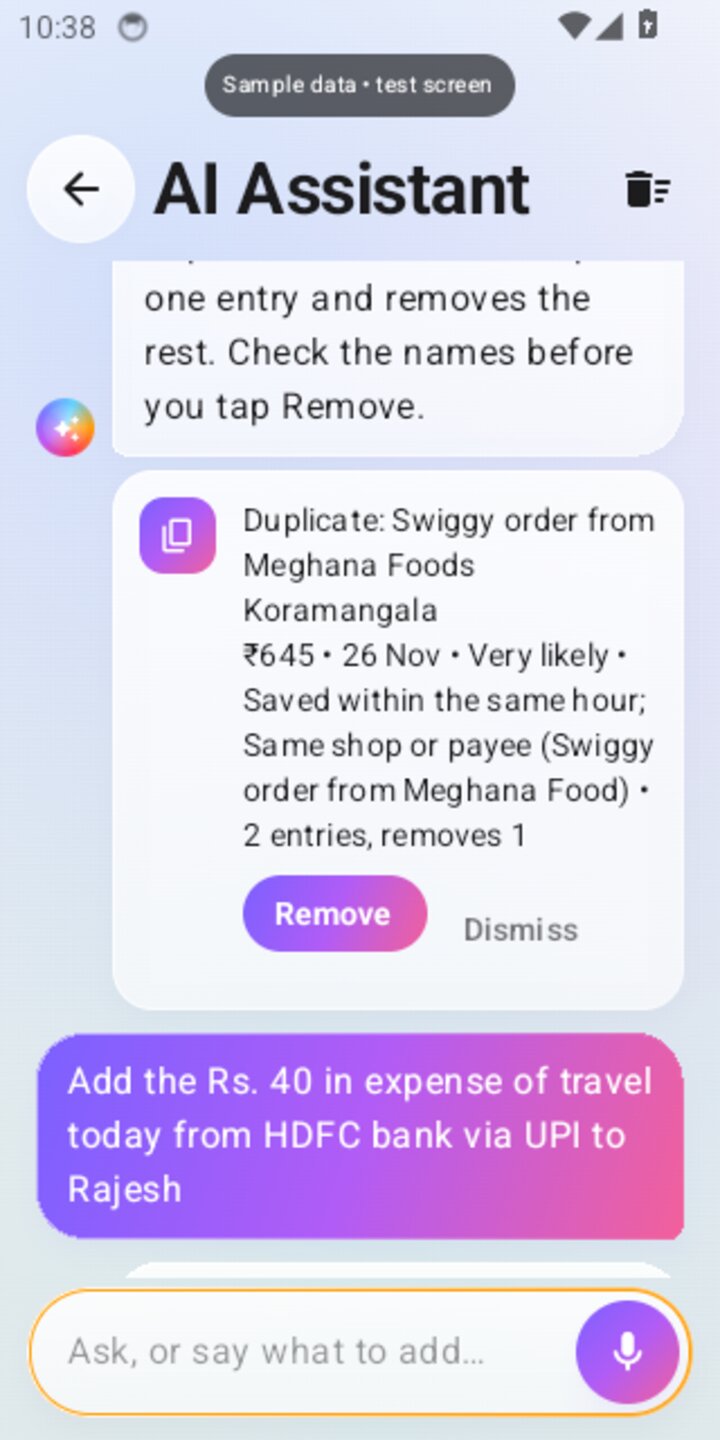 10:38
Sample data • test screen
AI Assistant
one entry and removes the
rest. Check the names before
you tap Remove.
Duplicate: Swiggy order from
Meghana Foods
Koramangala
₹645 • 26 Nov • Very likely •
Saved within the same hour;
Same shop or payee (Swiggy
order from Meghana Food) •
2 entries, removes 1
Remove
Dismiss
Add the Rs. 40 in expense of travel
today from HDFC bank via UPI to
Rajesh
Ask, or say what to add...